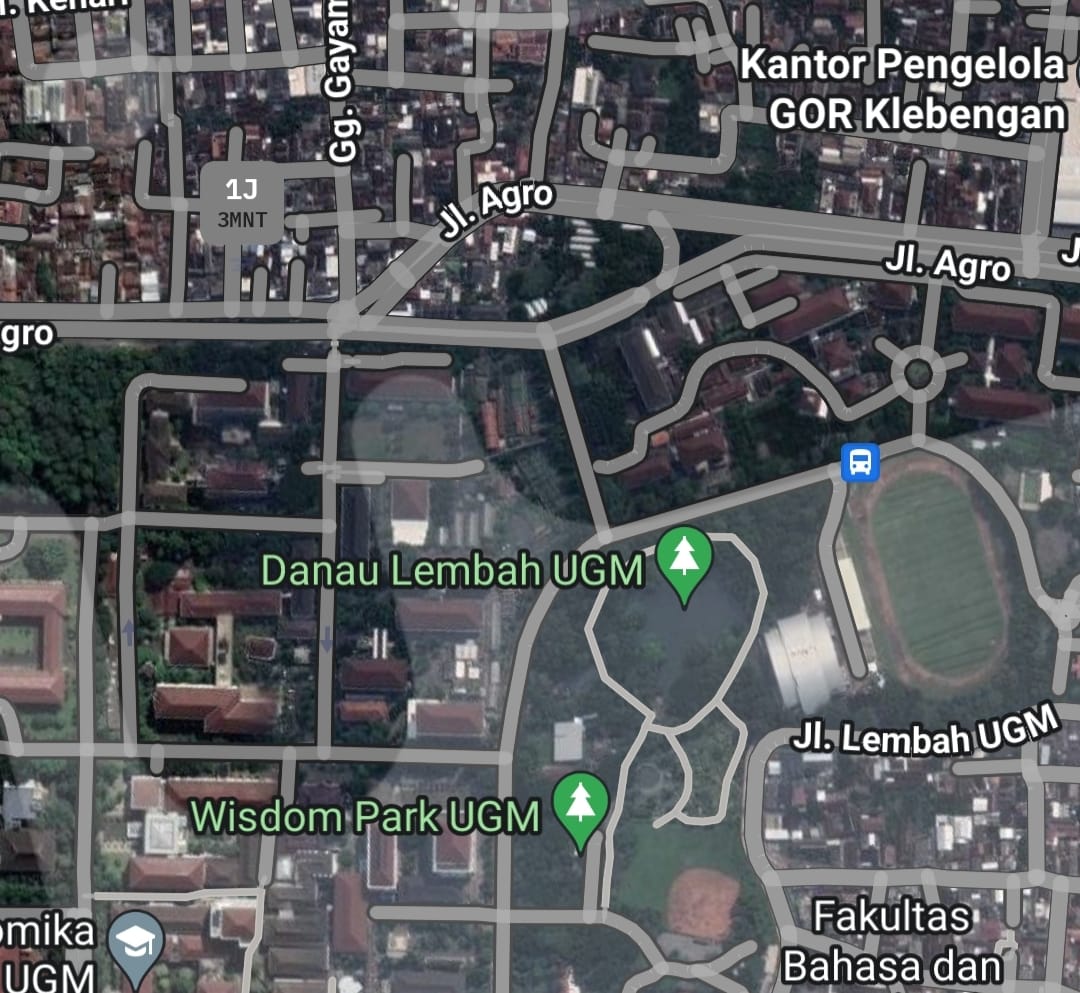 Gg. Gayam
Kantor Pengelola
GOR Klebengan
1J
3MNT
Jl. Agro
Jl. Agro
gro
Danau Lembah UGM
Jl. Lembah UGM
Wisdom Park UGM
omika
UGM
Fakultas
Bahasa dan